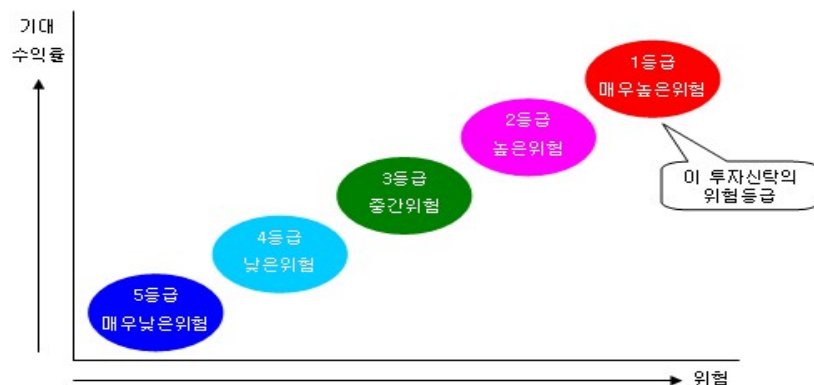 기대
수익률
1등급
매우높은위험
2등급
높은위험
이 투자신탁의
위험등급
3등급
중간위험
4등급
낮은위험
5등급
매우낮은위험
위험